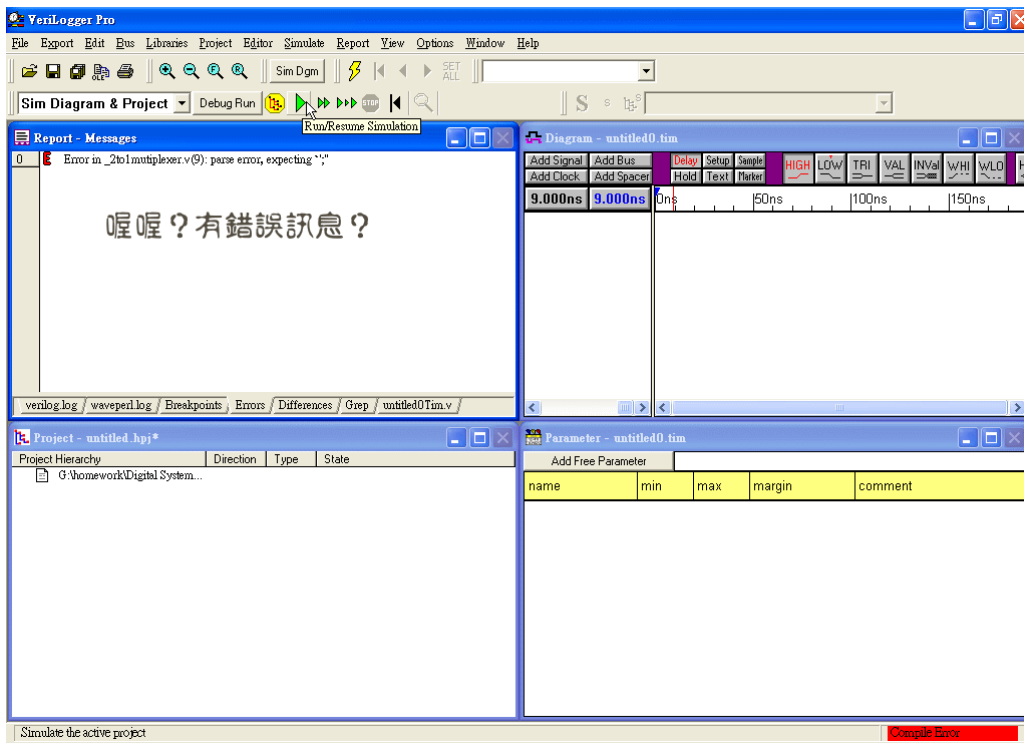 VeriLogger Pro
File Export Edit Bus Libraries Project Editor Simulate Report View Options Window Help
OLE Sim Dgm SET ALL
Sim Diagram & Project Debug Run STOP S s S
Run/Resume Simulation
Report - Messages
0 E Error in _2to1mutiplexer.v(9): parse error, expecting `';''
喔喔？有錯誤訊息？
verilog.log waveperl.log Breakpoints Errors Differences Grep untitled0Tim.v
Diagram - untitled0.tim
Add Signal Add Bus Delay Setup Sample HIGH LOW TRI VAL INVal WHI WLO H
Add Clock Add Spacer Hold Text Marker
9.000ns 9.000ns 0ns 50ns 100ns 150ns
Project - untitled.hpj*
Project Hierarchy Direction Type State
G:\homework\Digital System...
Parameter - untitled0.tim
Add Free Parameter
name min max margin comment
Simulate the active project
Compile Error